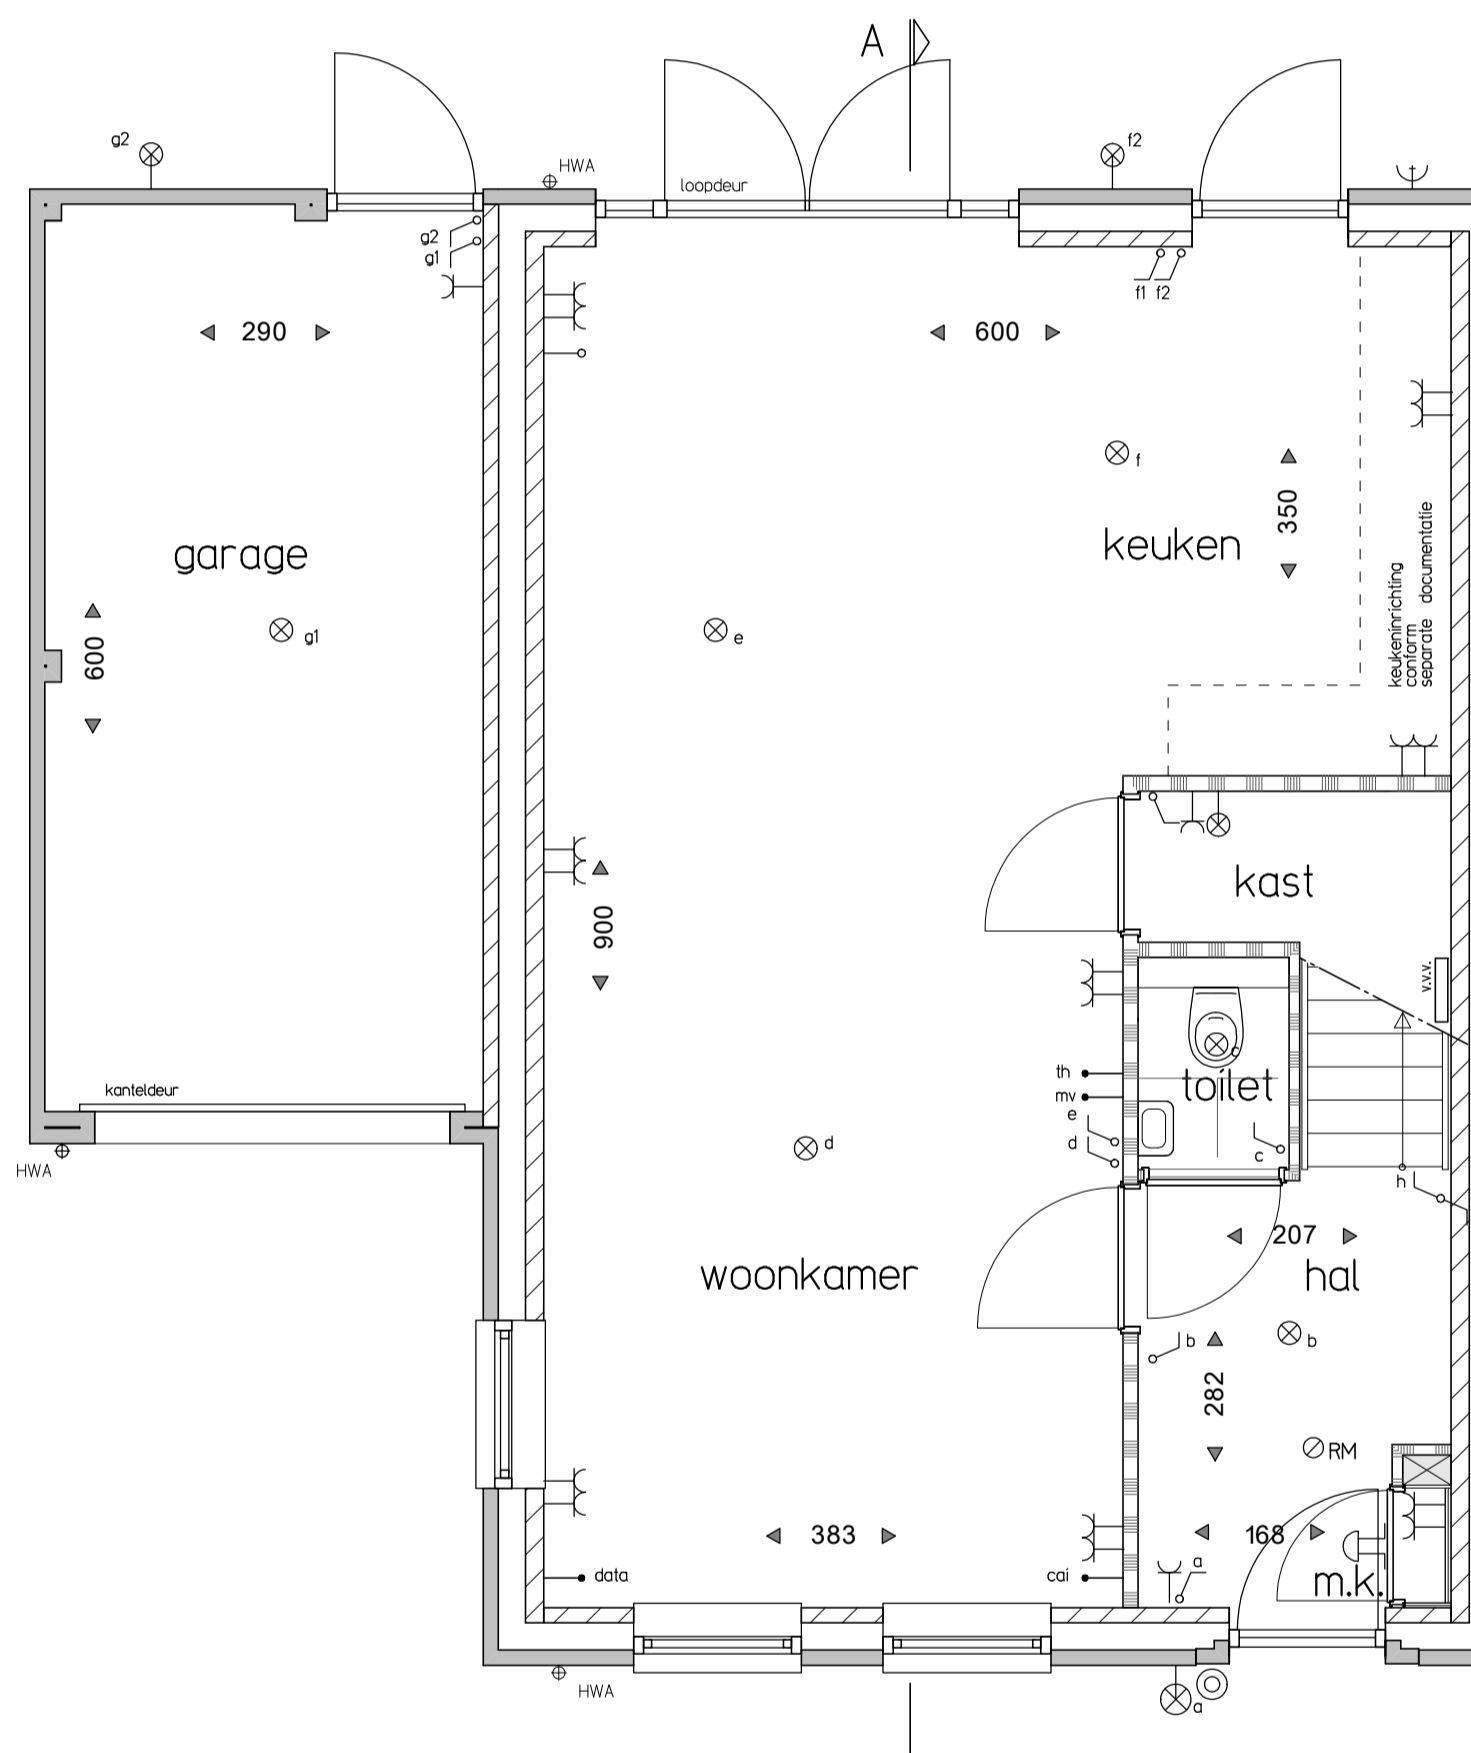 A
g2
f2
HWA
loopdeur
g2
g1
f1 f2
290
600
f
350
keuken
garage
keukeninrichting
conform
separate documentatie
g1
e
600
kast
900
v.v.v.
c
th
toilet
kanteldeur
mv
e
d
d
c
HWA
h
207
woonkamer
hal
b
b
282
RM
383
168
data
cai
a
m.k.
HWA
a